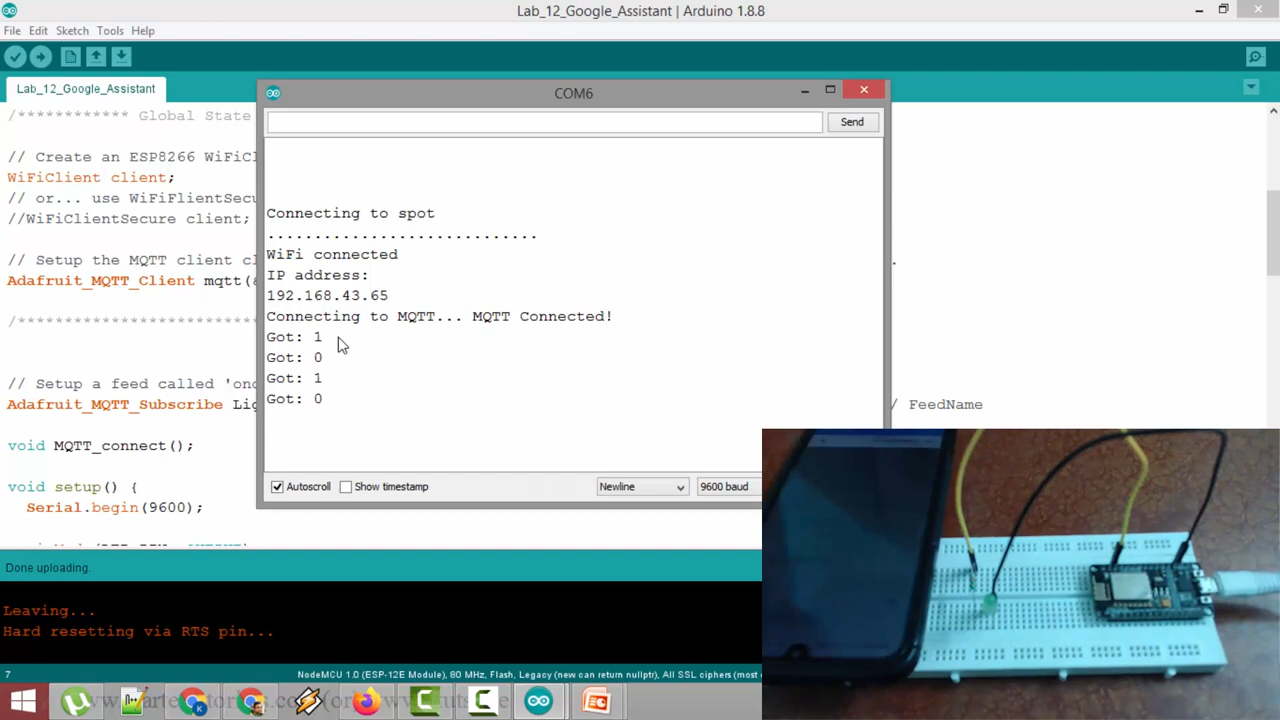 Lab_12_Google_Assistant | Arduino 1.8.8
File Edit Sketch Tools Help
Lab_12_Google_Assistant
/************ Global State
// Create an ESP8266 WiFiCl
WiFiClient client;
// or... use WiFiFlientSecu
//WiFiClientSecure client;
// Setup the MQTT client cl
Adafruit_MQTT_Client mqtt(&
/***************************
// Setup a feed called 'ono
Adafruit_MQTT_Subscribe Lig
/ FeedName
void MQTT_connect();
void setup() {
Serial.begin(9600);
COM6
Send
Connecting to spot
.............................
WiFi connected
IP address:
192.168.43.65
Connecting to MQTT... MQTT Connected!
Got: 1
Got: 0
Got: 1
Got: 0
Autoscroll Show timestamp Newline 9600 baud
Done uploading.
Leaving...
Hard resetting via RTS pin...
7 NodeMCU 1.0 (ESP-12E Module), 80 MHz, Flash, Legacy (new can return nullptr), All SSL ciphers (most